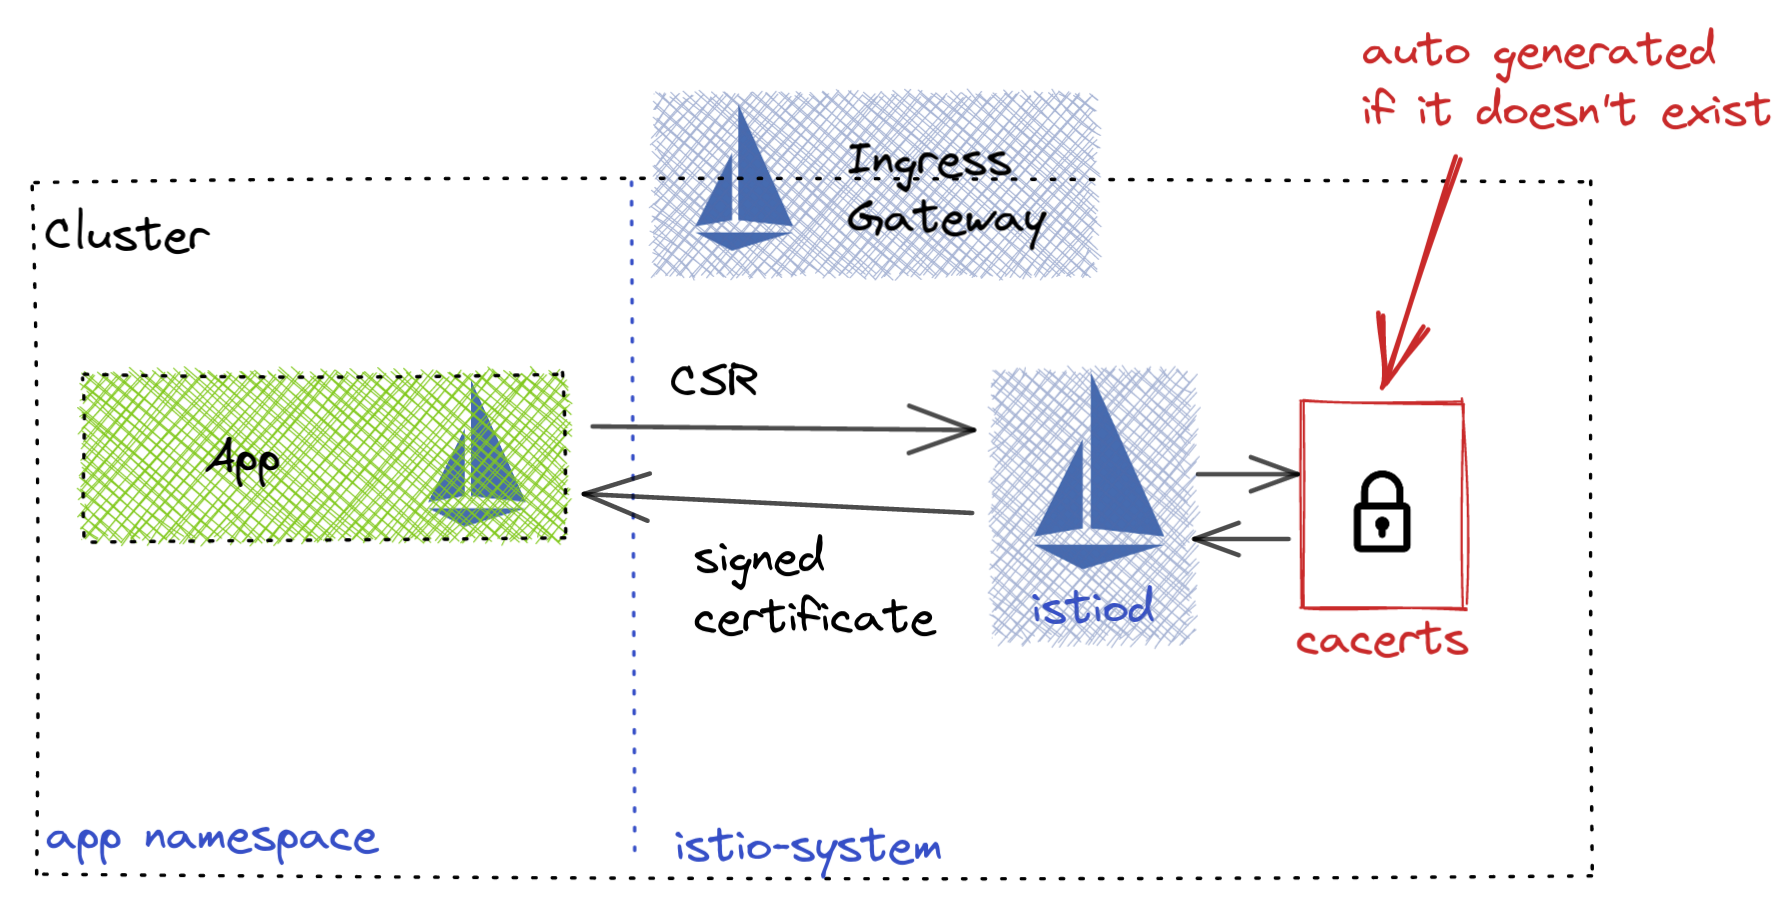 auto generated
if it doesn't exist
Ingress
Gateway
Cluster
CSR
App
signed
certificate
istiod
cacerts
app namespace
istio-system